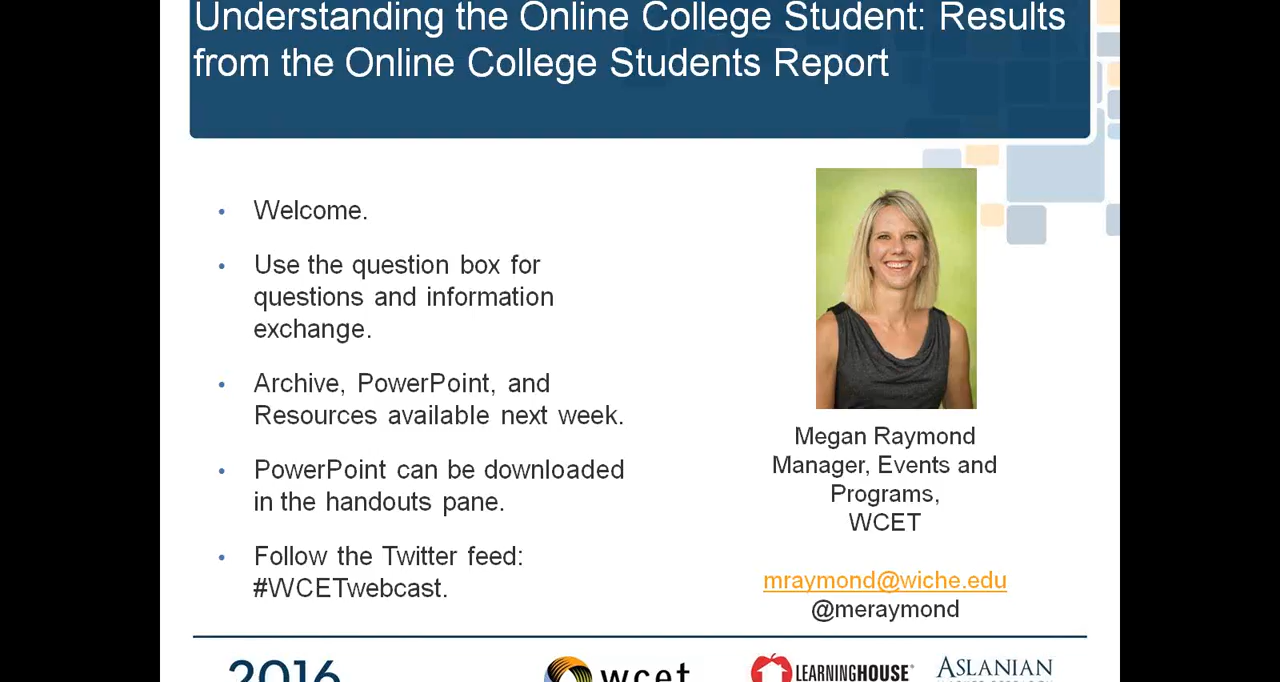 Understanding the Online College Student: Results
from the Online College Students Report
• Welcome.
• Use the question box for
questions and information
exchange.
• Archive, PowerPoint, and
Resources available next week.
• PowerPoint can be downloaded
in the handouts pane.
• Follow the Twitter feed:
#WCETwebcast.
Megan Raymond
Manager, Events and
Programs,
WCET
mraymond@wiche.edu
@meraymond
2016
wcet
LEARNINGHOUSE®
ASLANIAN